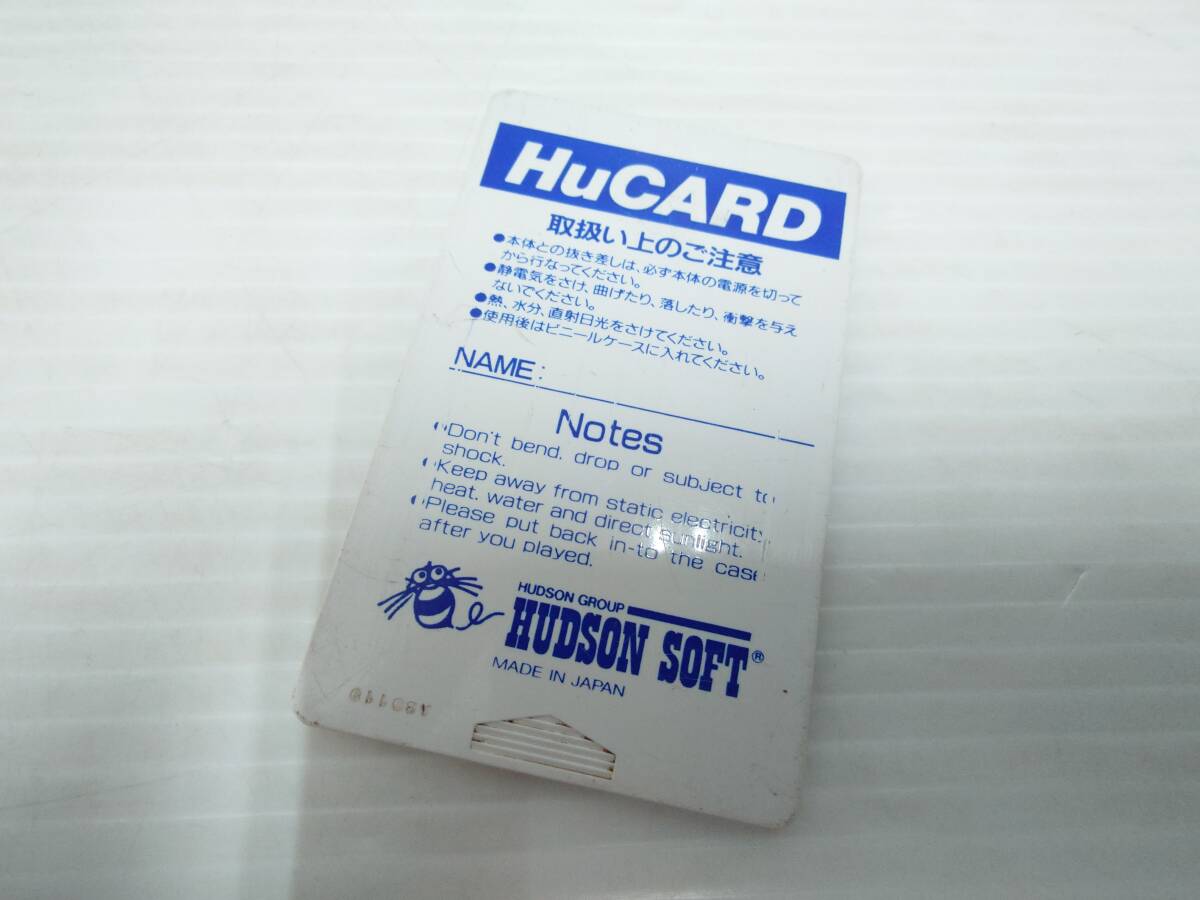 HuCARD
取扱い上のご注意
●本体との抜き差しは、必ず本体の電源を切って
から行なってください。
●静電気をさけ、曲げたり、落したり、衝撃を与え
ないでください。
●熱、水分、直射日光をさけてください。
●使用後はビニールケースに入れてください。
NAME:
Notes
•Don't bend, drop or subject to
shock.
•Keep away from static electricity,
heat, water and direct sunlight.
•Please put back in-to the case
after you played.
HUDSON GROUP
HUDSON SOFT®
MADE IN JAPAN